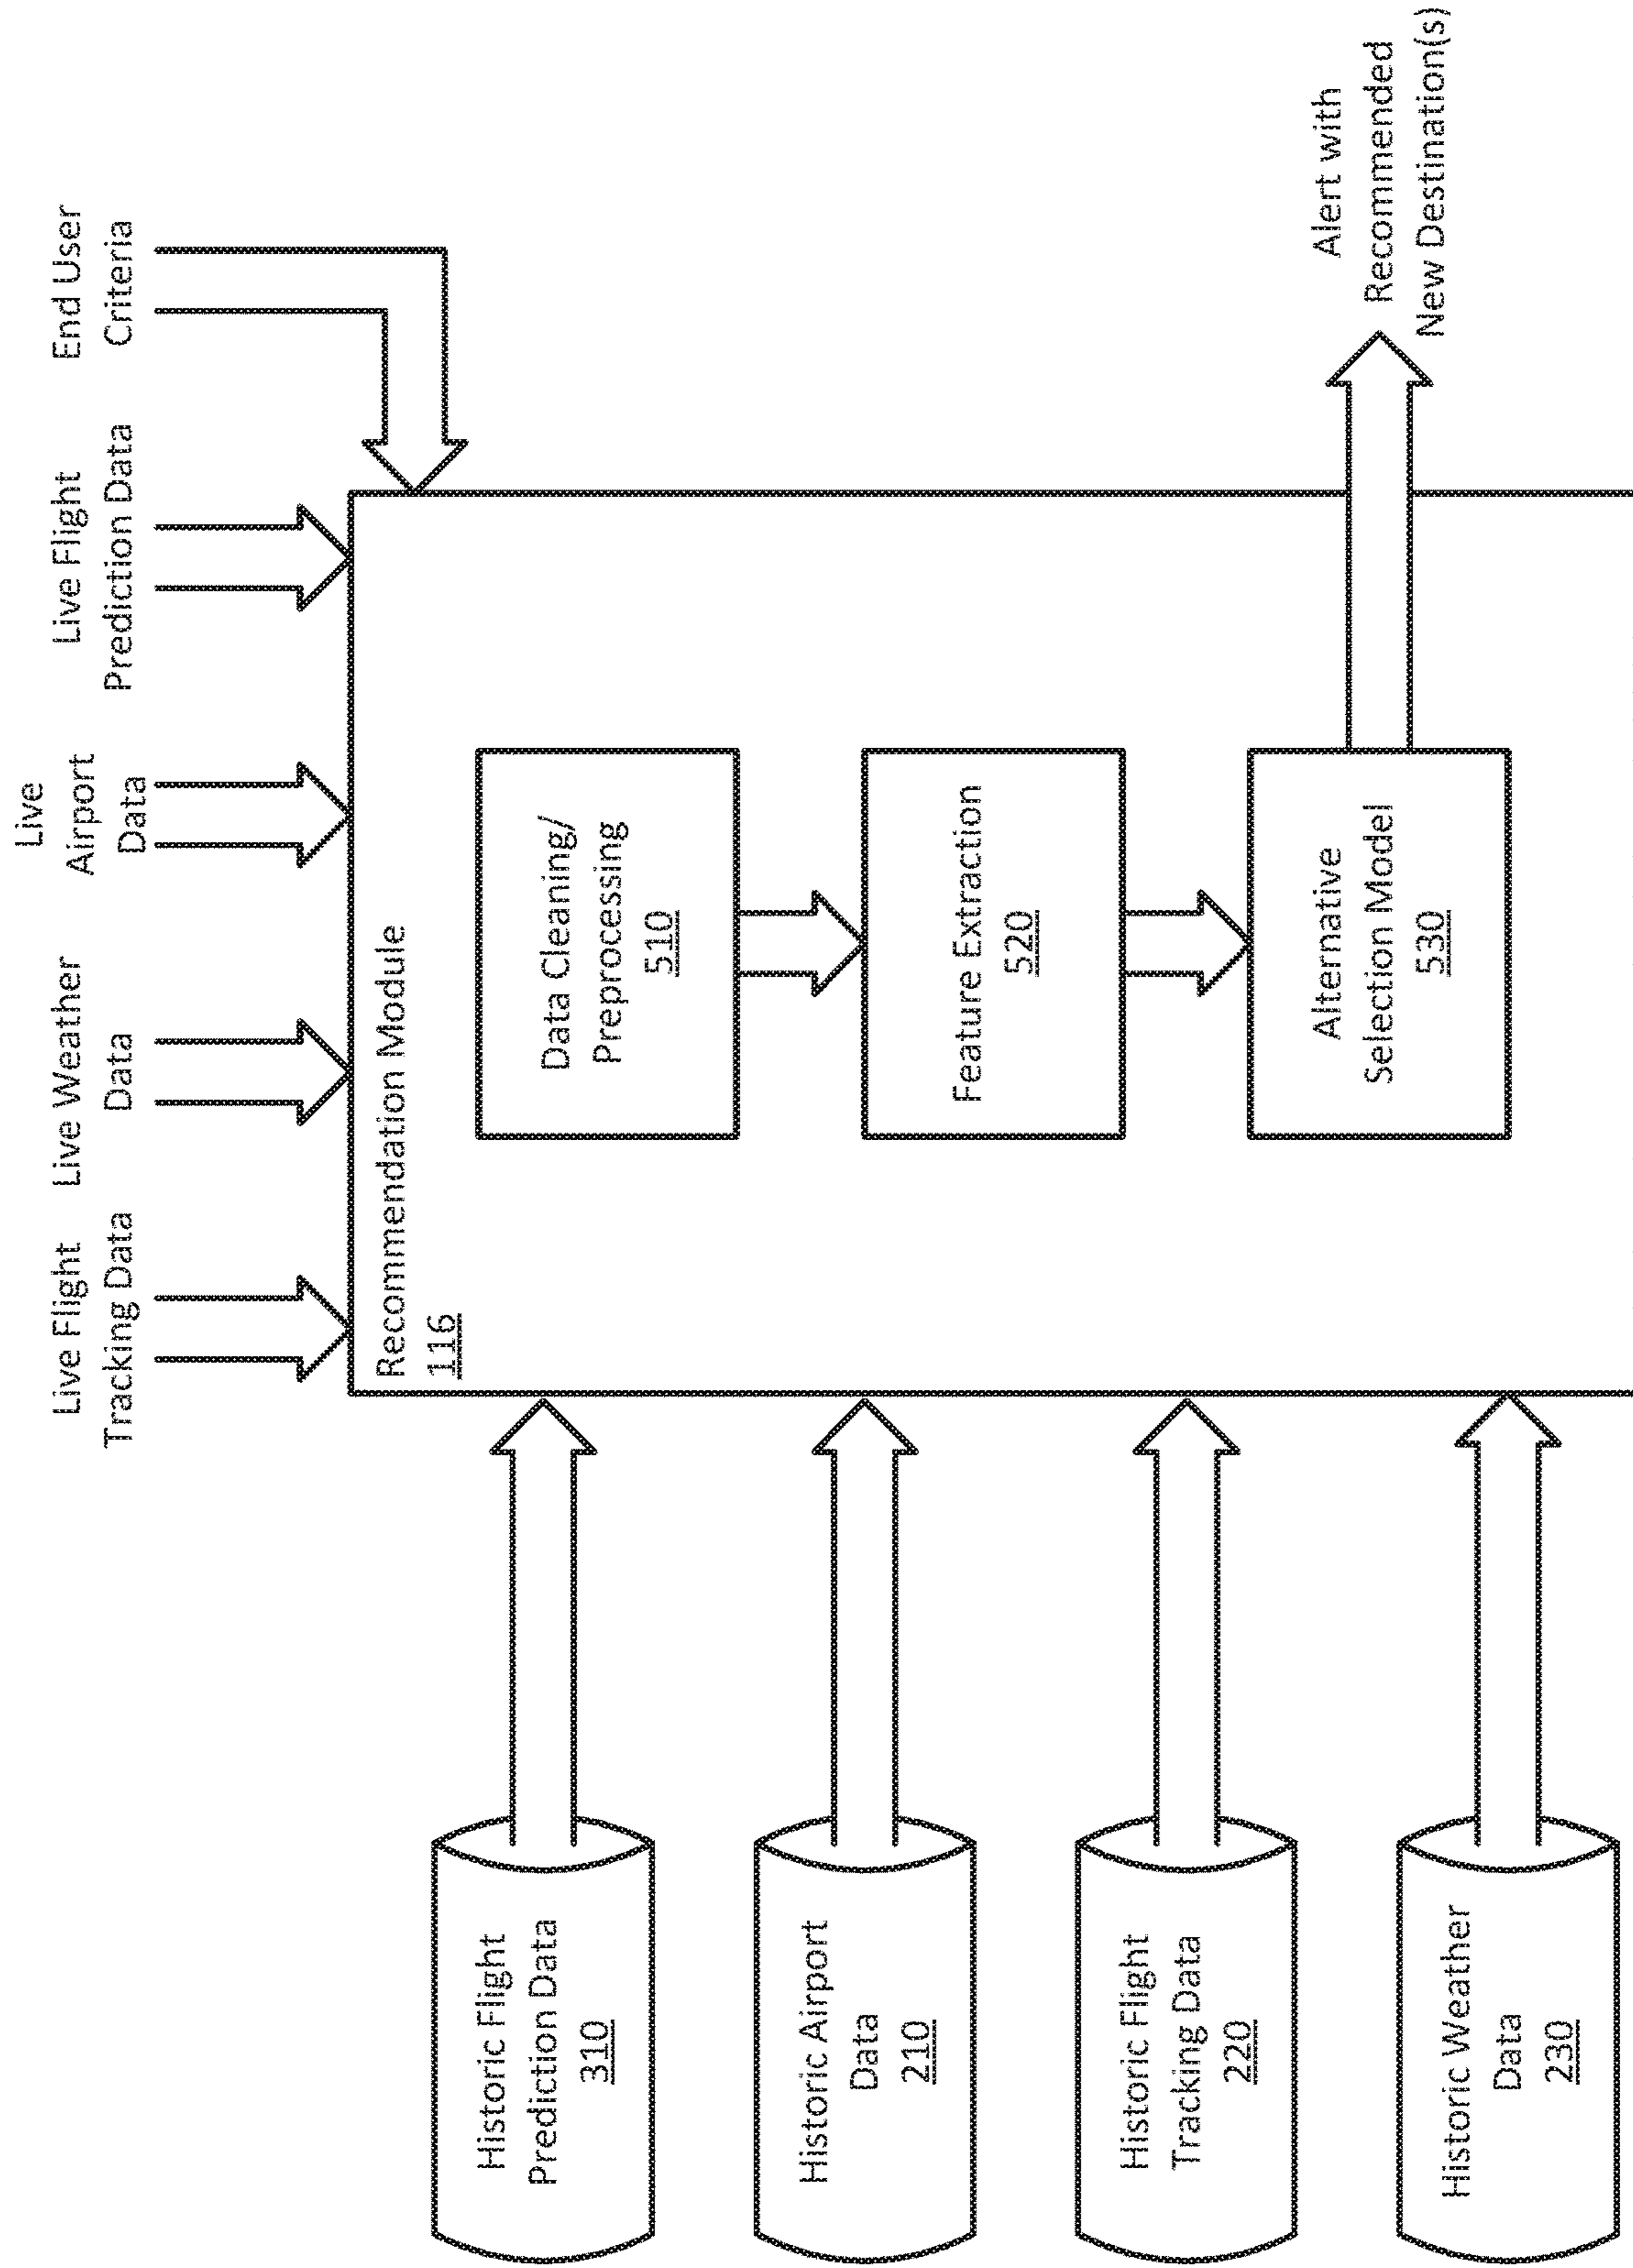 Live Flight
Tracking Data
Live Weather
Data
Live
Airport
Data
Live Flight
Prediction Data
End User
Criteria
Recommendation Module
116
Historic Flight
Prediction Data
310
Historic Airport
Data
210
Historic Flight
Tracking Data
220
Historic Weather
Data
230
Data Cleaning/
Preprocessing
510
Feature Extraction
520
Alternative
Selection Model
530
Alert with
Recommended
New Destination(s)